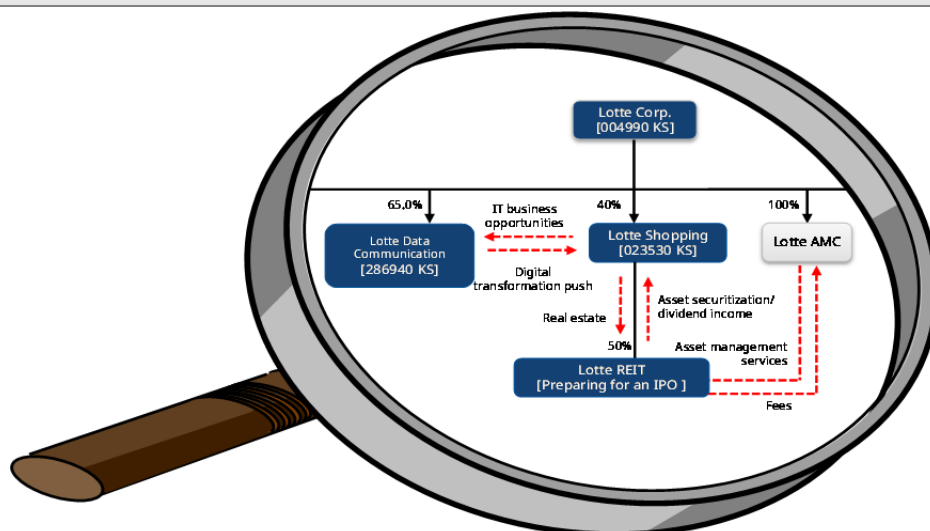 Lotte Corp.
[004990 KS]
65.0%
40%
100%
IT business
opportunities
Lotte Data
Communication
[286940 KS]
Lotte Shopping
[023530 KS]
Lotte AMC
Digital
transformation push
Real estate
Asset securitization/
dividend income
50%
Asset management
services
Lotte REIT
[Preparing for an IPO ]
Fees